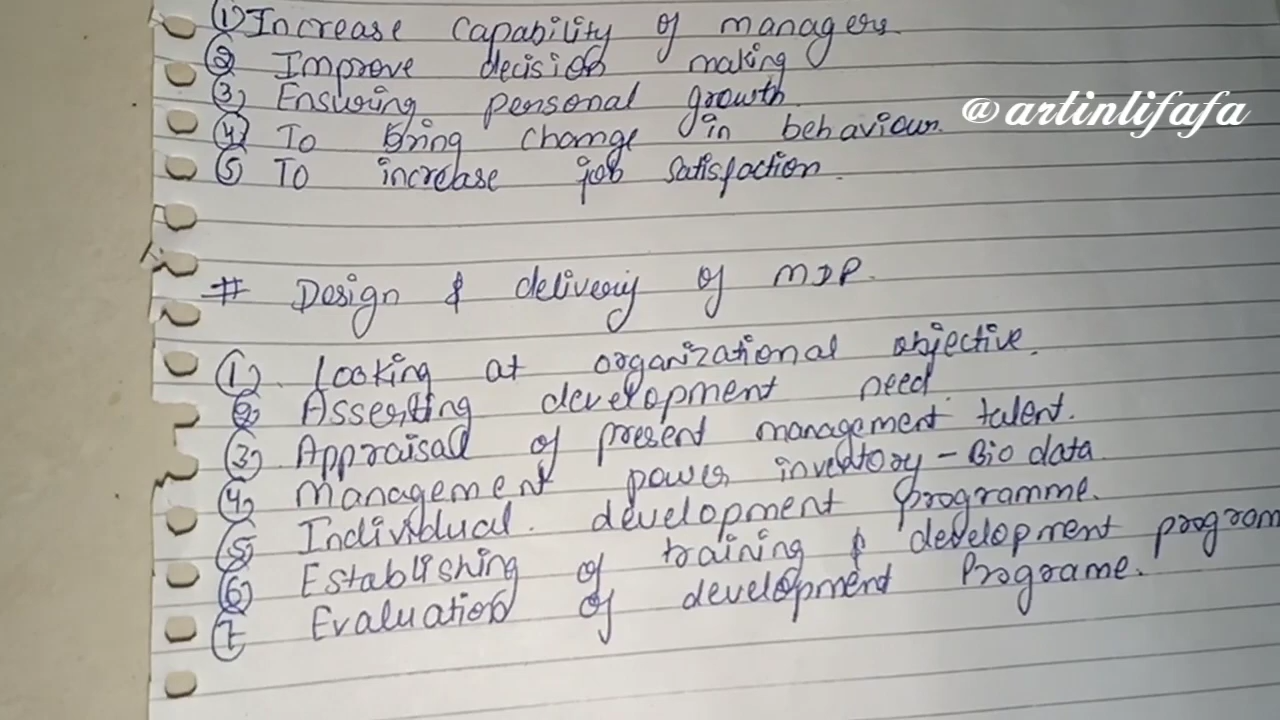 ① Increase capability of managers.
② Improve decision making
③ Ensuring personal growth
@artinlifafa
④ To bring change in behaviour.
⑤ To increase job satisfaction.
# Design & delivery of MDP.
①. Looking at organizational objective.
②. Assessting development need.
③. Appraisal of present management talent.
④. Management power inventory - Bio data
⑤ Individual development programme.
⑥ Establishing of training & development program
⑦ Evaluation of development Programe.